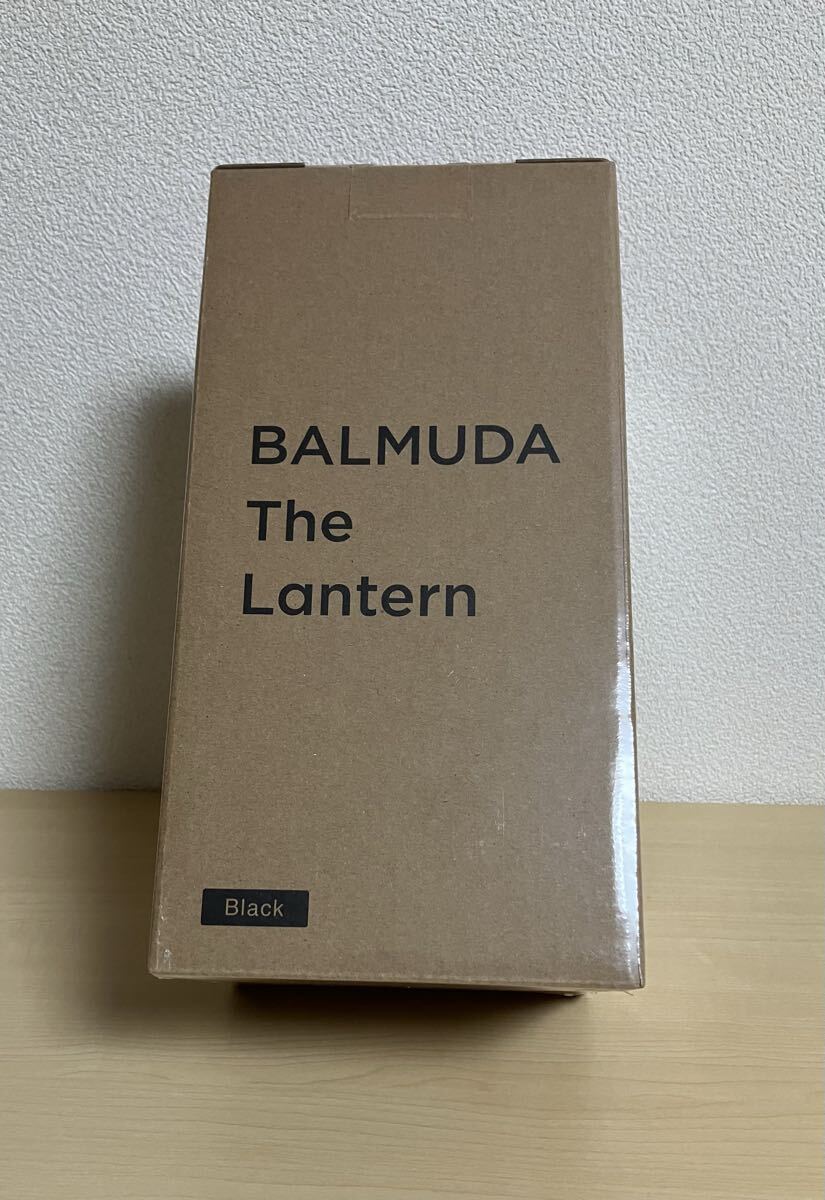 BALMUDA
The
Lantern
Black